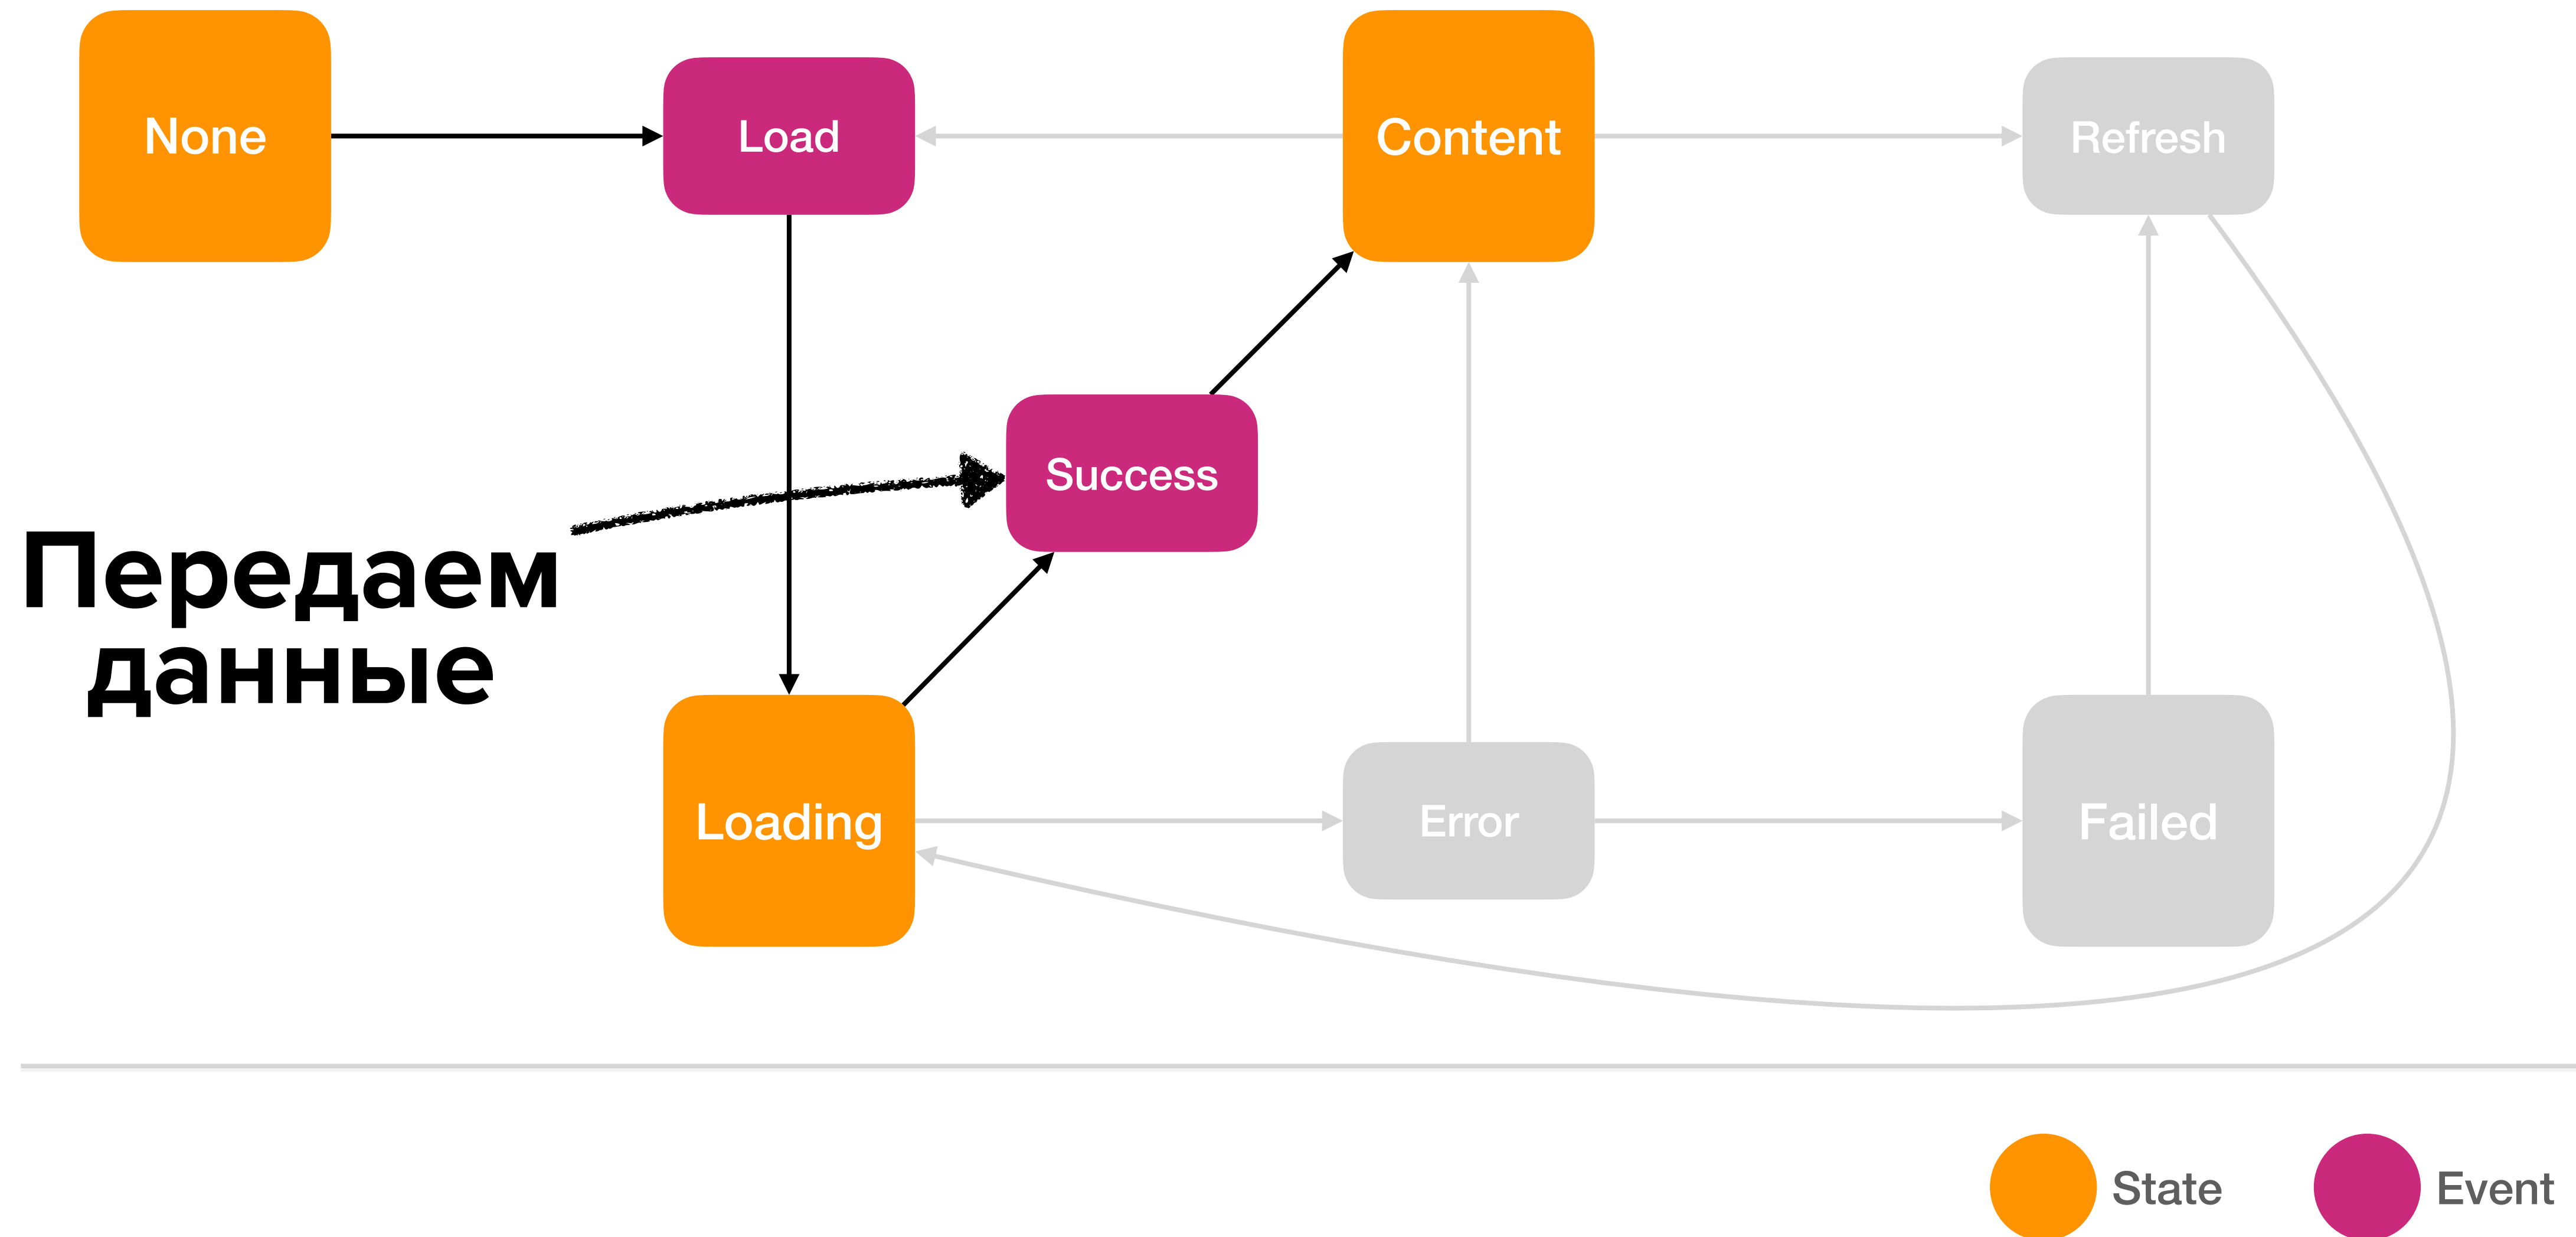 None
Load
Content
Refresh
Success
Передаем
данные
Loading
Error
Failed
State
Event